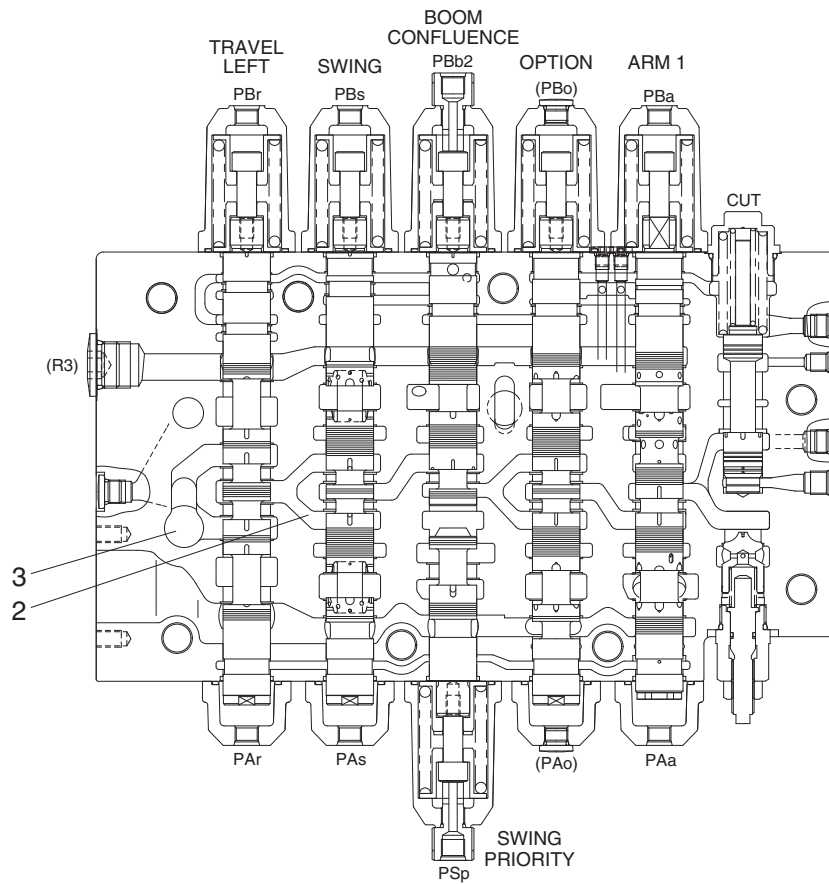 BOOM
CONFLUENCE
TRAVEL
LEFT
SWING
OPTION
ARM 1
PBr
PBs
PBb2
(PBo)
PBa
CUT
(R3)
3
2
PAr
PAs
(PAo)
PAa
SWING
PRIORITY
PSp